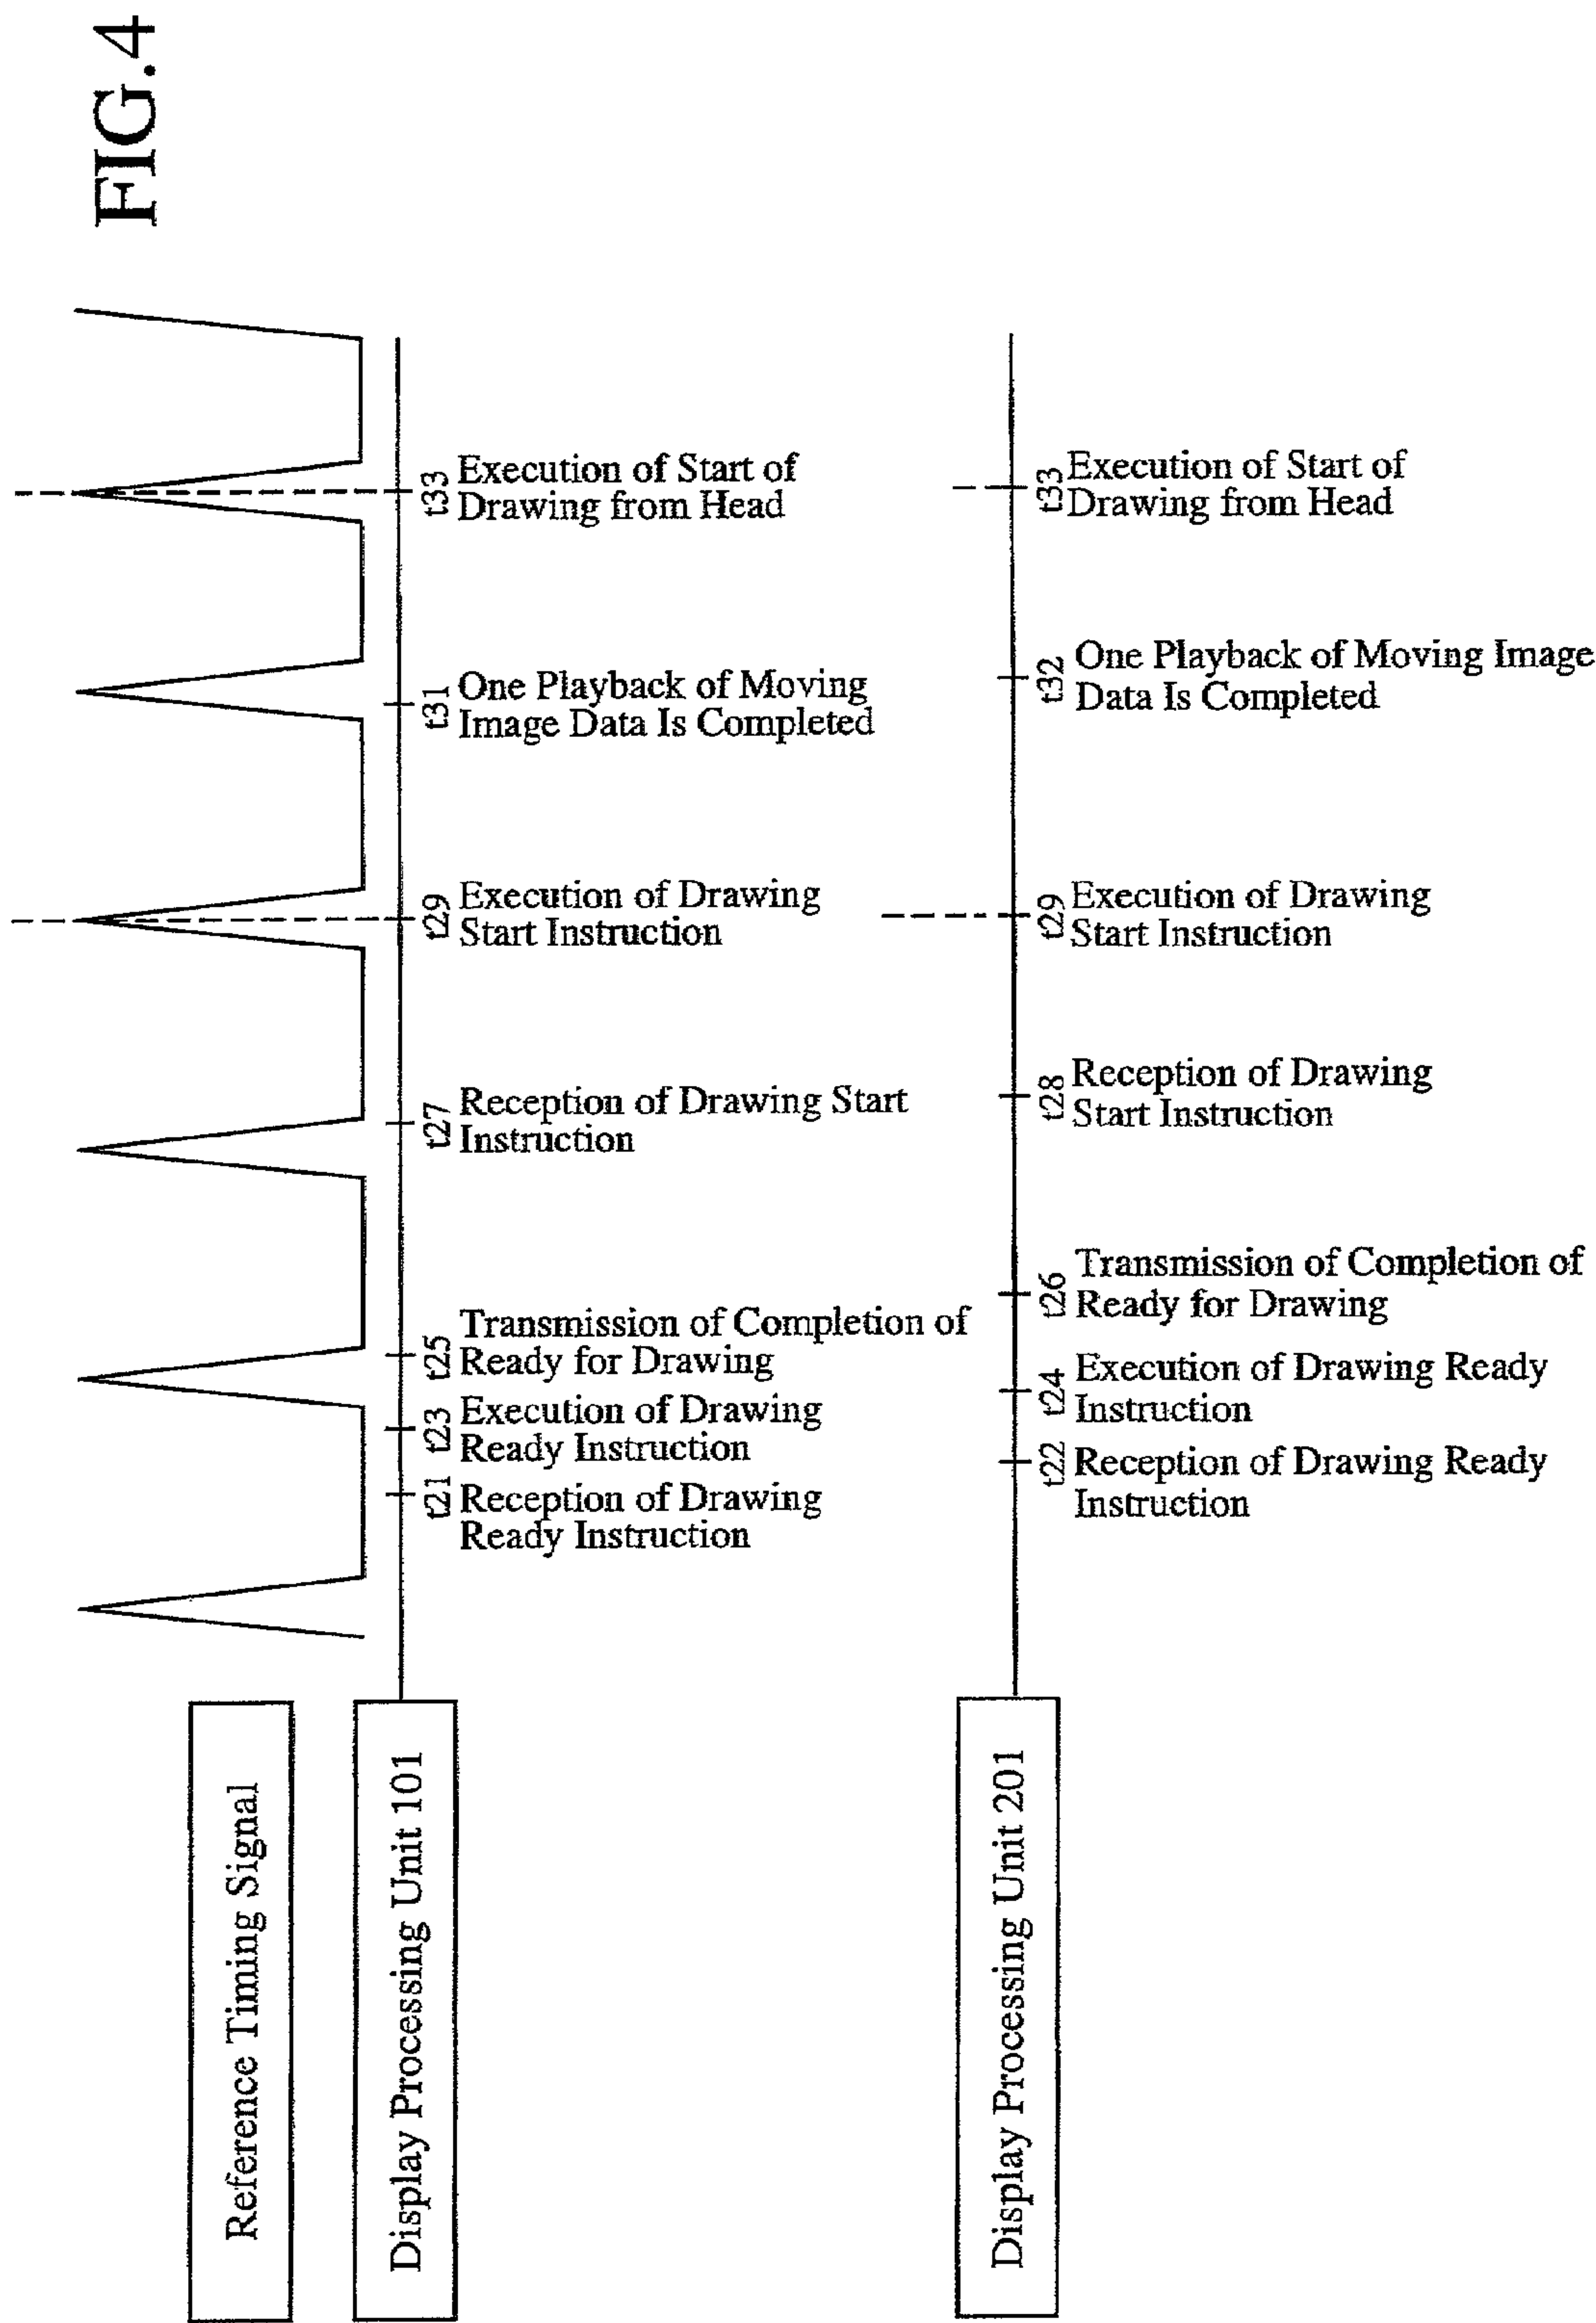 FIG.4
Reference Timing Signal
Display Processing Unit 101
t21
Reception of Drawing
Ready Instruction
t23
Execution of Drawing
Ready Instruction
t25
Transmission of Completion of
Ready for Drawing
t27
Reception of Drawing Start
Instruction
t29
Execution of Drawing
Start Instruction
t31
One Playback of Moving
Image Data Is Completed
t33
Execution of Start of
Drawing from Head
Display Processing Unit 201
t22
Reception of Drawing Ready
Instruction
t24
Execution of Drawing Ready
Instruction
t26
Transmission of Completion of
Ready for Drawing
t28
Reception of Drawing
Start Instruction
t29
Execution of Drawing
Start Instruction
t32
One Playback of Moving Image
Data Is Completed
t33
Execution of Start of
Drawing from Head